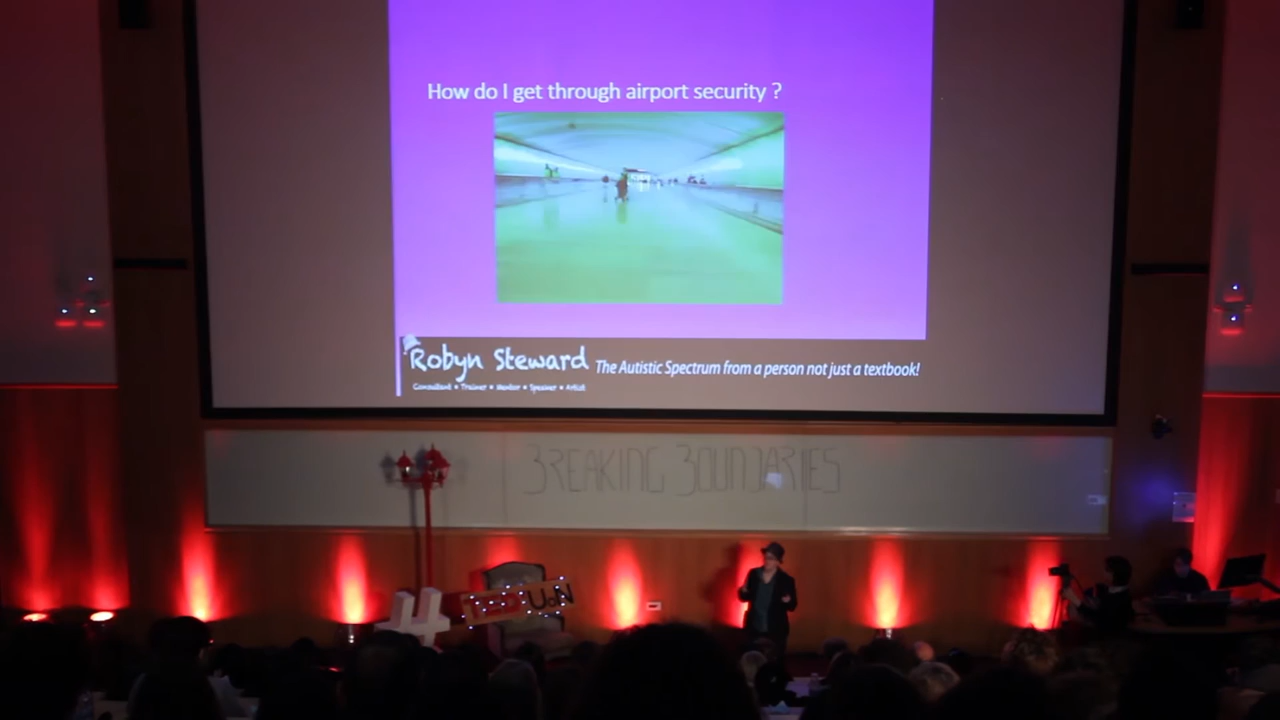 How do I get through airport security ?
Robyn Steward
The Autistic Spectrum from a person not just a textbook!
Consultant • Trainer • Mentor • Speaker • Artist
BREAKING BOUNDARIES
#TEDxUoN